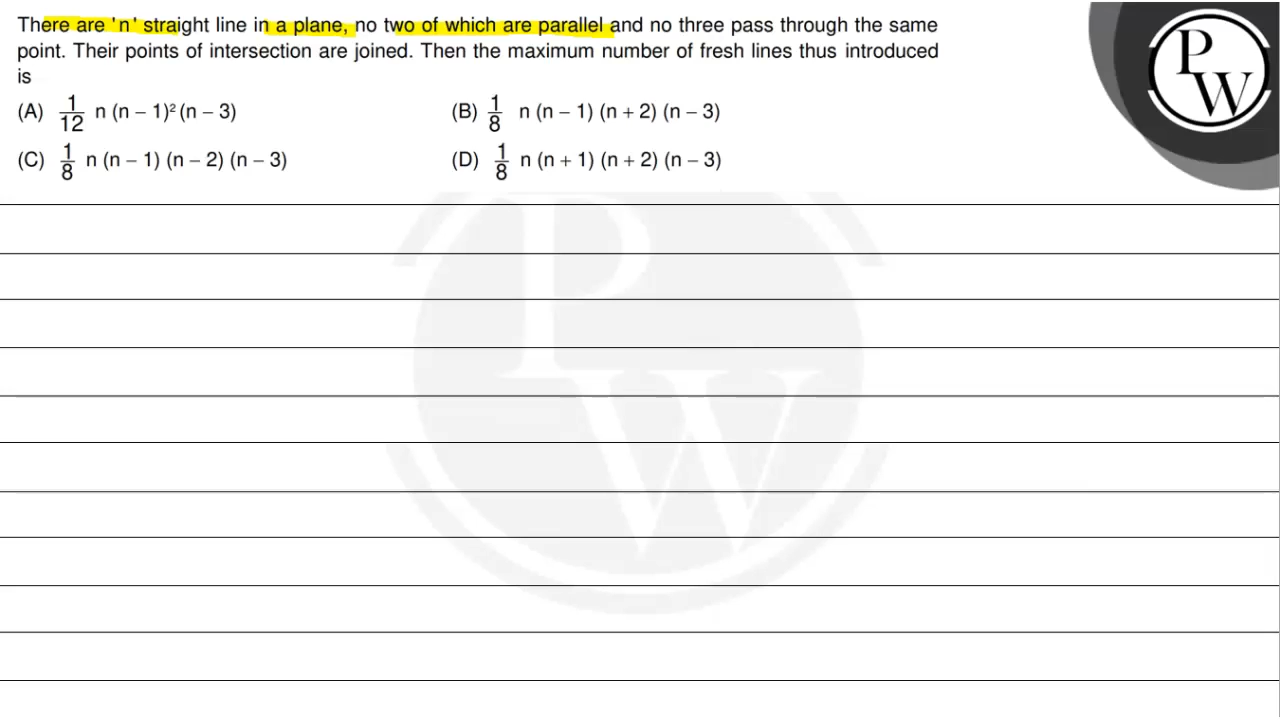 There are 'n' straight line in a plane, no two of which are parallel and no three pass through the same
point. Their points of intersection are joined. Then the maximum number of fresh lines thus introduced
is
(A) 1/12 n (n – 1)² (n – 3) (B) 1/8 n (n – 1) (n + 2) (n – 3)
(C) 1/8 n (n – 1) (n – 2) (n – 3) (D) 1/8 n (n + 1) (n + 2) (n – 3)
PW
PW